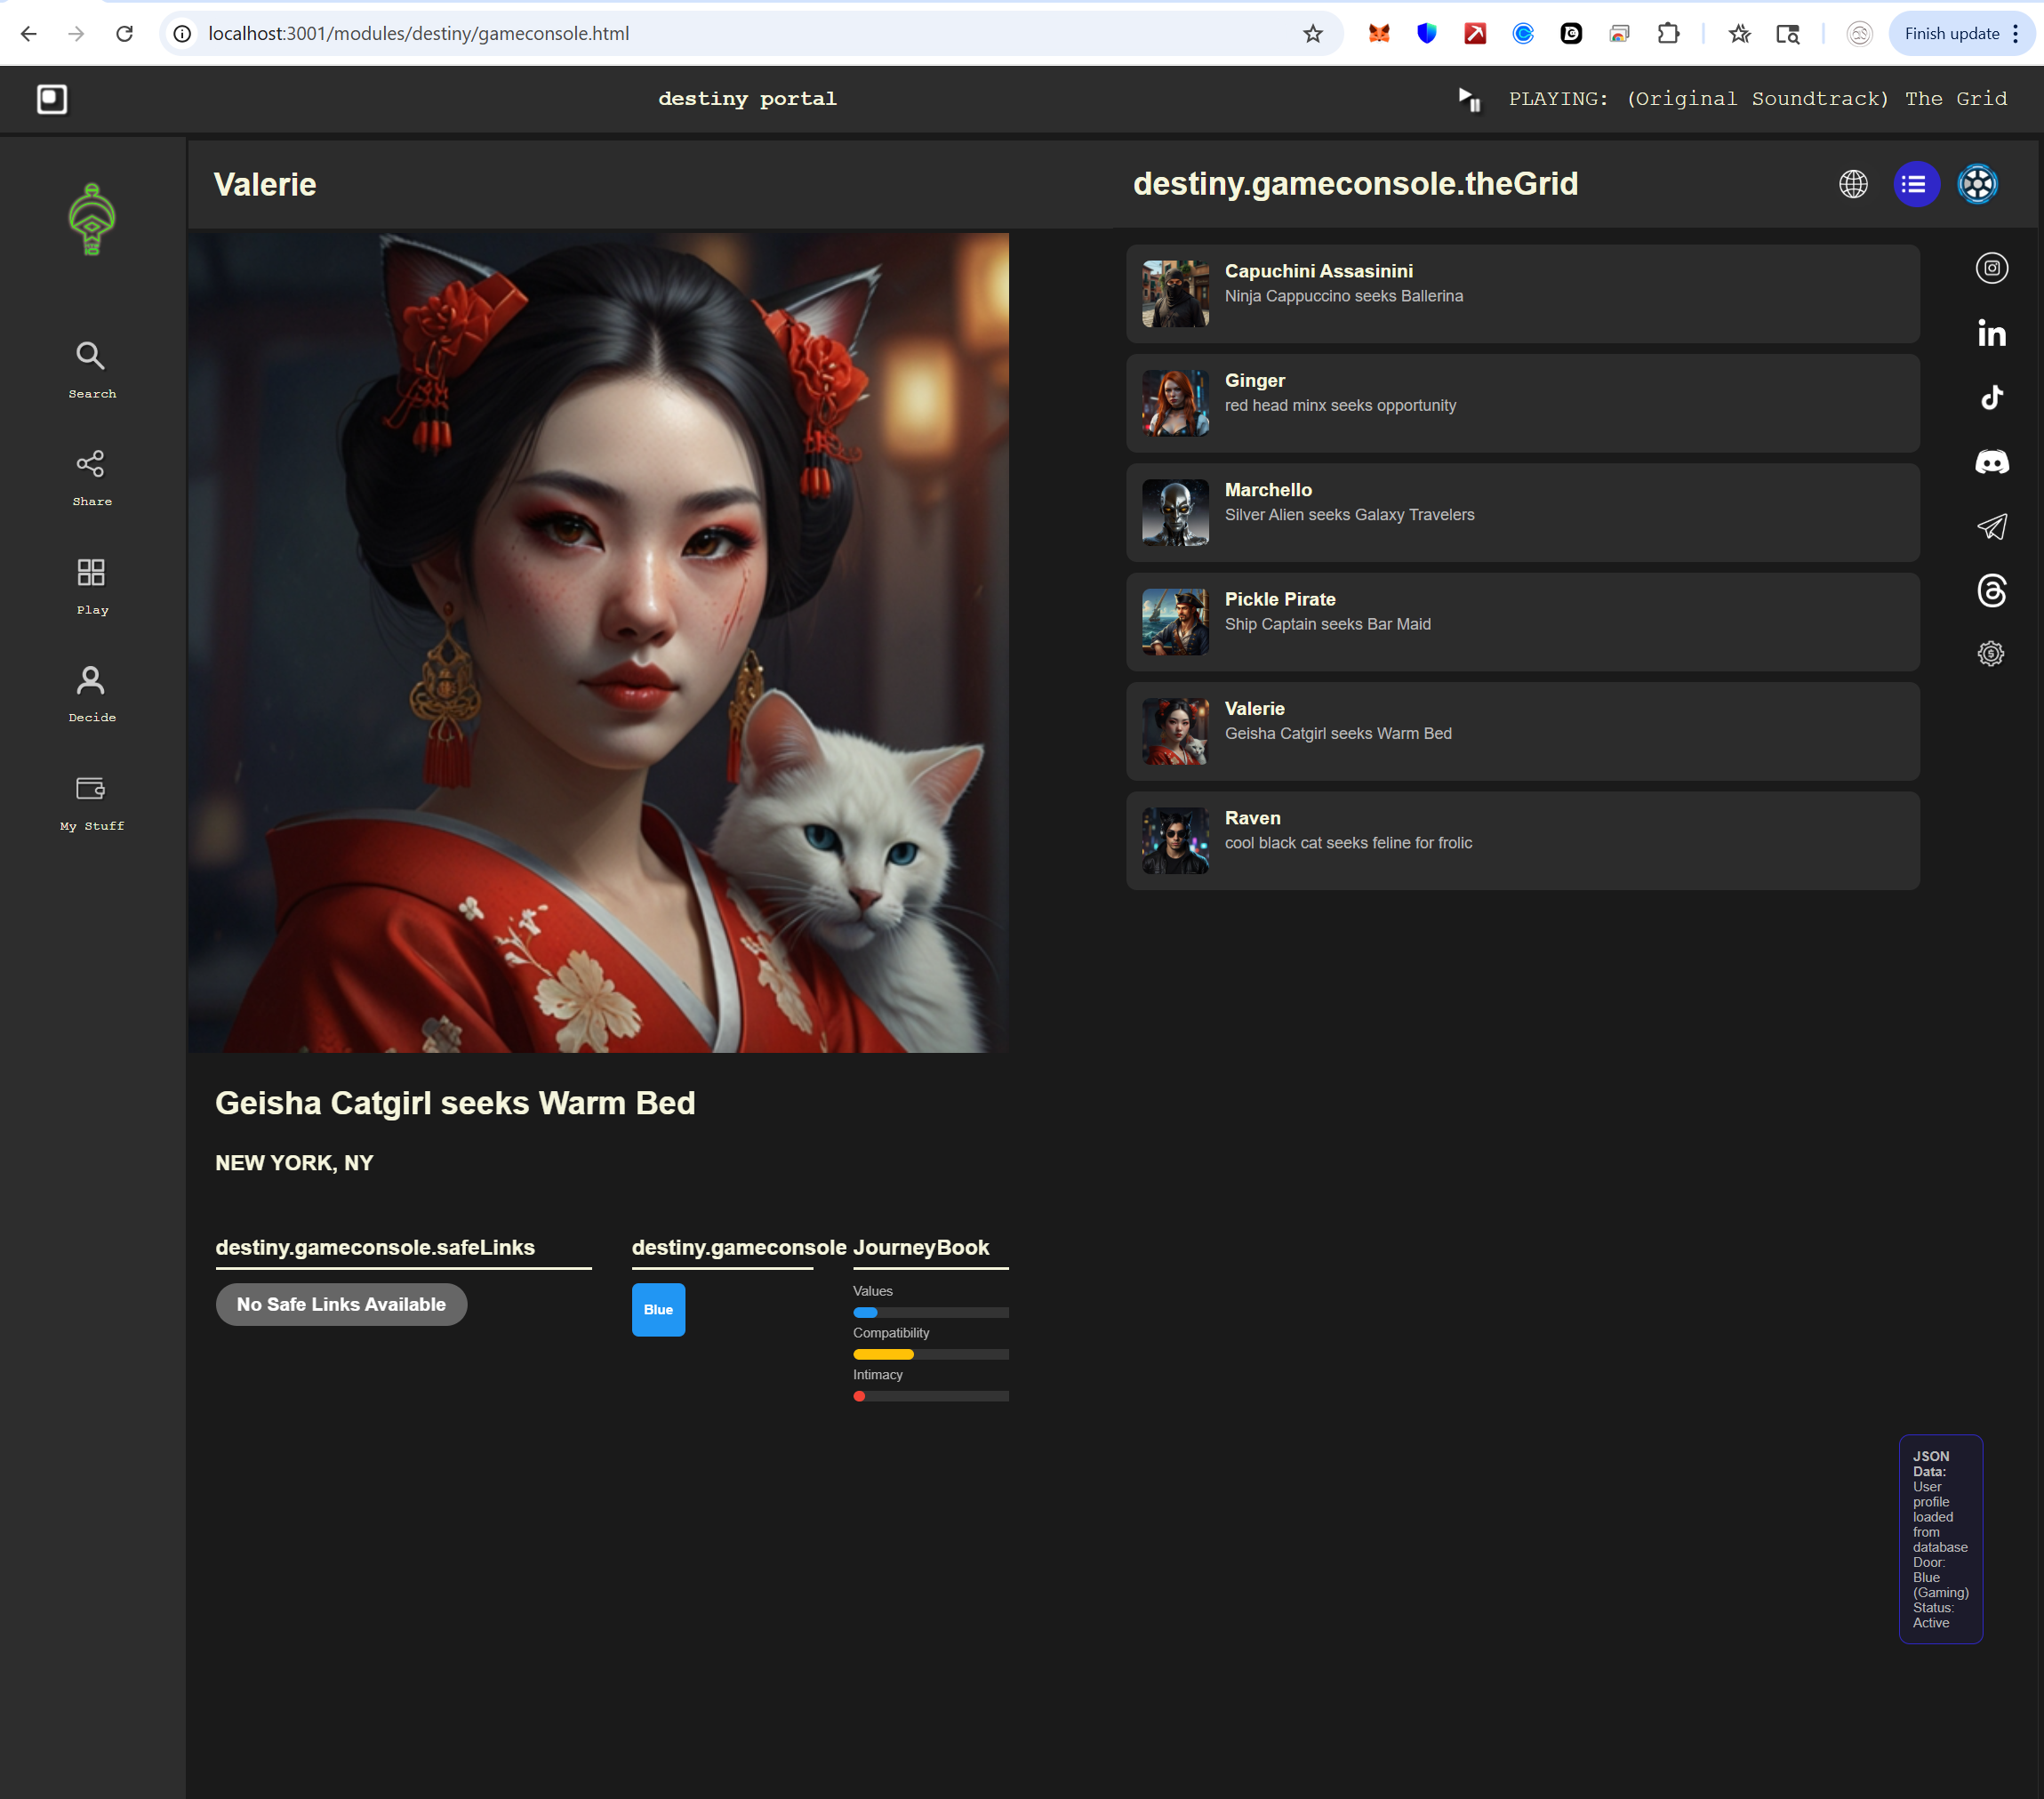 localhost:3001/modules/destiny/gameconsole.html
Finish update
destiny portal
PLAYING: (Original Soundtrack) The Grid
Search
Share
Play
Decide
My Stuff
Valerie
Geisha Catgirl seeks Warm Bed
NEW YORK, NY
destiny.gameconsole.safeLinks
No Safe Links Available
destiny.gameconsole
Blue
JourneyBook
Values
Compatibility
Intimacy
destiny.gameconsole.theGrid
Capuchini Assasinini
Ninja Cappuccino seeks Ballerina
Ginger
red head minx seeks opportunity
Marchello
Silver Alien seeks Galaxy Travelers
Pickle Pirate
Ship Captain seeks Bar Maid
Valerie
Geisha Catgirl seeks Warm Bed
Raven
cool black cat seeks feline for frolic
in
JSON
Data:
User
profile
loaded
from
database
Door:
Blue
(Gaming)
Status:
Active